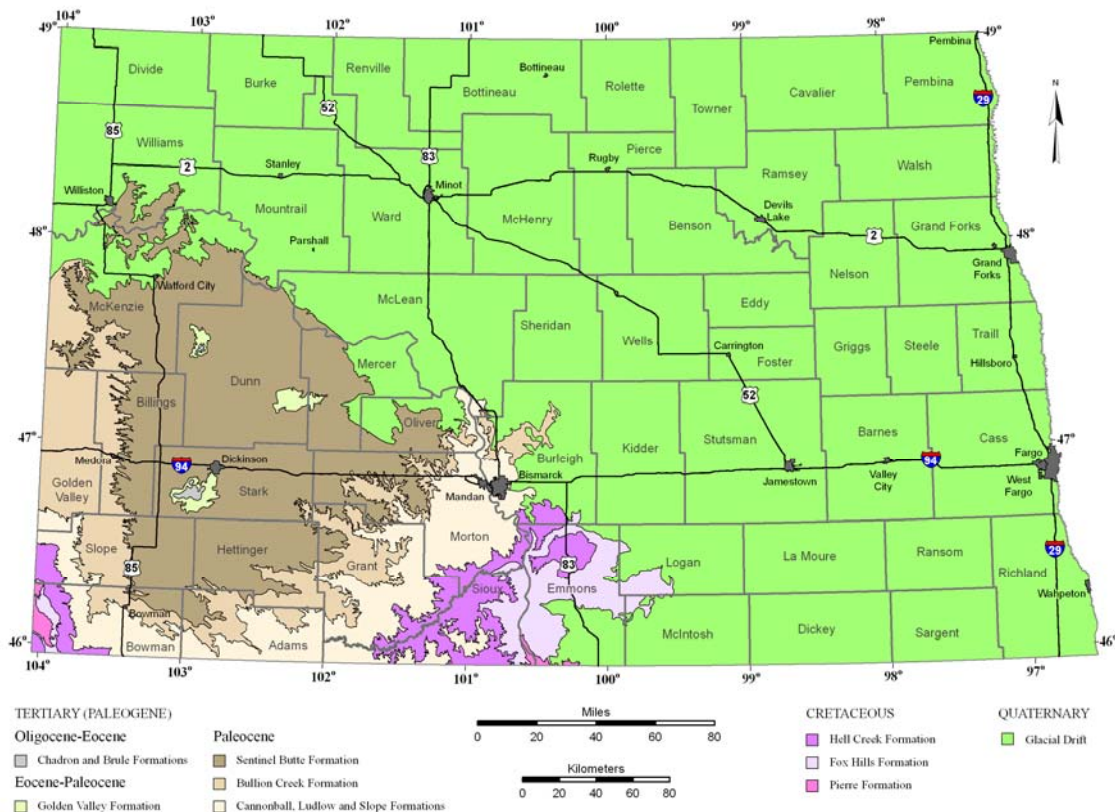 104° 103° 102° 101° 100° 99° 98°
49° 49°
Pembina
Divide Burke Renville Bottineau Bottineau Rolette Towner Cavalier Pembina
N
29
52
85 Williams 83 Pierce Walsh
2 Stanley Rugby Ramsey
Williston Minot
Mountrail Ward McHenry Benson Devils Lake Grand Forks
48° Parshall 2 48°
Grand Forks
Nelson
Watford City
McKenzie McLean Eddy
Sheridan Wells Carrington Griggs Steele Traill
Foster Hillsboro
Mercer
Dunn
Billings 52
Oliver
47° Burleigh Kidder Stutsman Barnes Cass 47°
94 Dickinson Fargo
Medora Bismarck 94
Golden Valley Stark Mandan Jamestown Valley City West Fargo
Morton
Slope Hettinger Grant Logan La Moure Ransom 29
85 83 Richland
Sioux Emmons Wahpeton
Bowman
46° Bowman Adams McIntosh Dickey Sargent 46°
104° 103° 102° 101° 100° 99° 98° 97°
TERTIARY (PALEOGENE)
Oligocene-Eocene
Chadron and Brule Formations
Eocene-Paleocene
Golden Valley Formation
Paleocene
Sentinel Butte Formation
Bullion Creek Formation
Cannonball, Ludlow and Slope Formations
Miles
0 20 40 60 80
Kilometers
0 20 40 60 80
CRETACEOUS
Hell Creek Formation
Fox Hills Formation
Pierre Formation
QUATERNARY
Glacial Drift